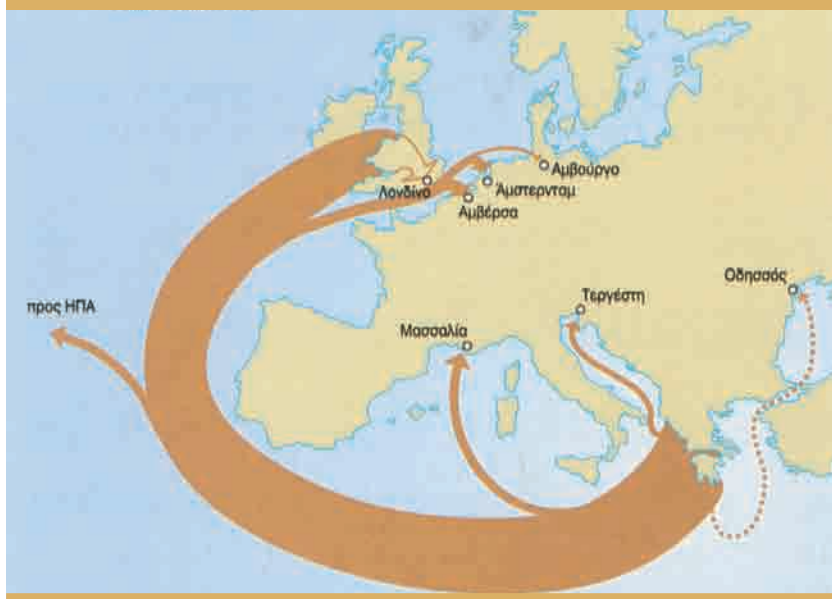 Λονδίνο
Άμστερνταμ
Αμβούργο
Αμβέρσα
Οδησσός
Τεργέστη
προς ΗΠΑ
Μασσαλία